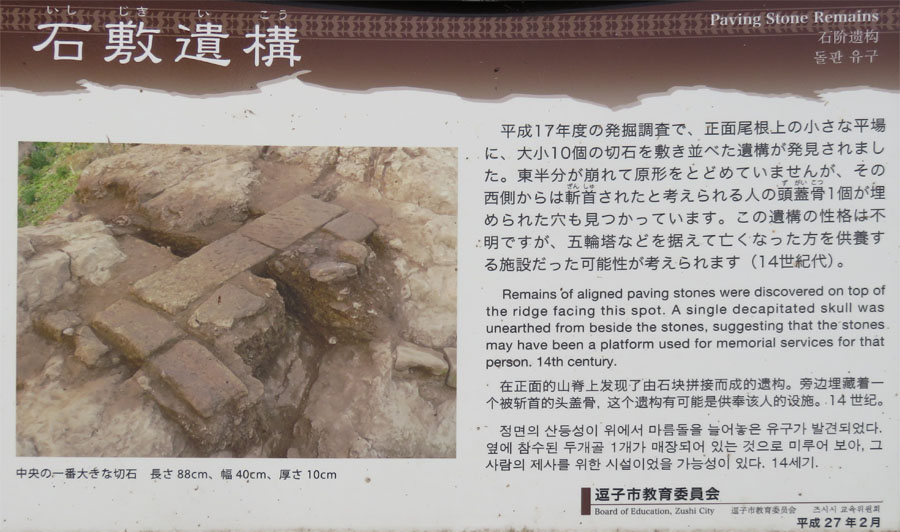 いし じき い こう
石敷遺構
Paving Stone Remains
石阶遗构
돌판 유구
平成17年度の発掘調査で、正面尾根上の小さな平場
に、大小10個の切石を敷き並べた遺構が発見されまし
た。東半分が崩れて原形をとどめていませんが、その
ざんしゅ ずがいこつ
西側からは斬首されたと考えられる人の頭蓋骨1個が埋
められた穴も見つかっています。この遺構の性格は不
明ですが、五輪塔などを据えて亡くなった方を供養す
る施設だった可能性が考えられます（14世紀代）。
Remains of aligned paving stones were discovered on top of
the ridge facing this spot. A single decapitated skull was
unearthed from beside the stones, suggesting that the stones
may have been a platform used for memorial services for that
person. 14th century.
在正面的山脊上发现了由石块拼接而成的遗构。旁边埋藏着一
个被斩首的头盖骨，这个遗构有可能是供奉该人的设施。14 世纪。
정면의 산등성이 위에서 마름돌을 늘어놓은 유구가 발견되었다.
옆에 참수된 두개골 1개가 매장되어 있는 것으로 미루어 보아, 그
사람의 제사를 위한 시설이었을 가능성이 있다. 14세기.
中央の一番大きな切石 長さ 88cm、幅 40cm、厚さ 10cm
逗子市教育委員会
Board of Education, Zushi City 逗子市教育委员会 즈시시 교육위원회
平成 27 年 2 月